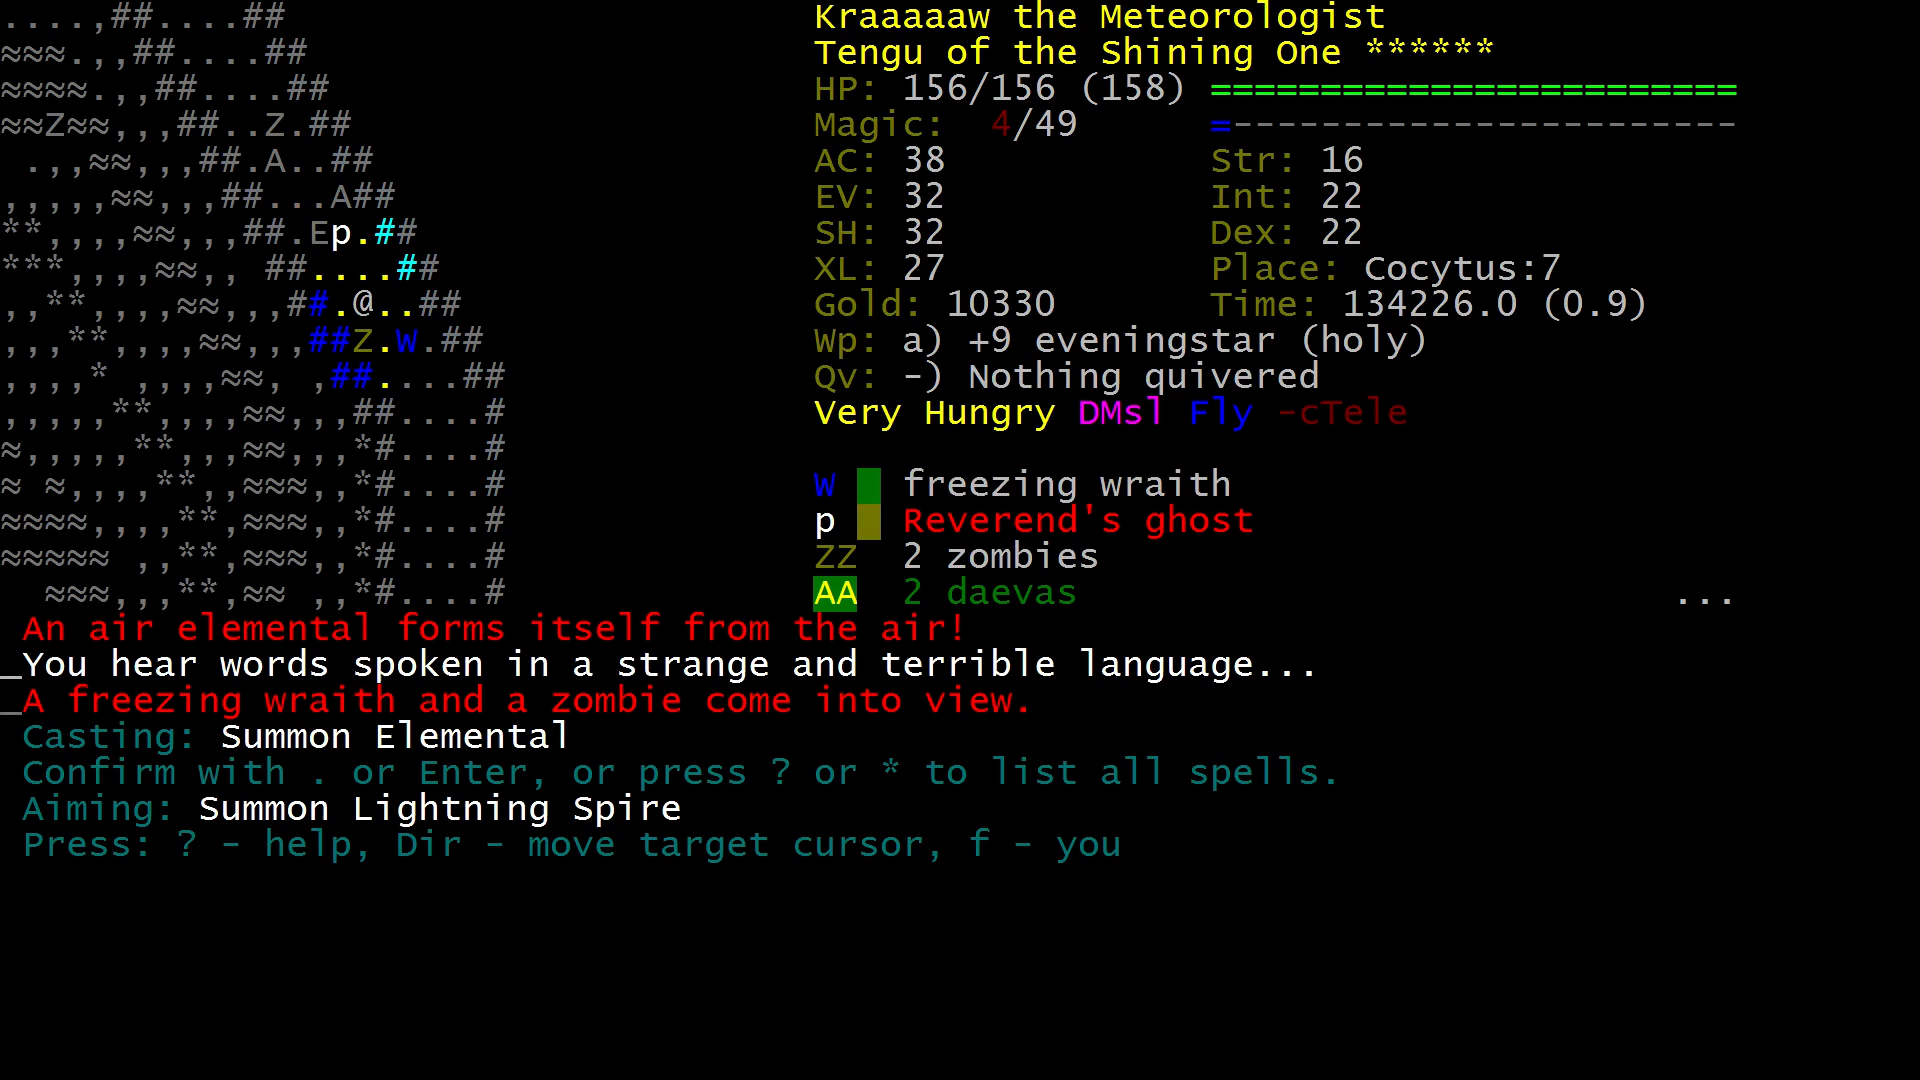 ....,##....##
≈≈≈.,,##....##
≈≈≈≈.,,##....##
≈≈Z≈≈,,,##..Z.##
.,,≈≈,,,##.A..##
,,,,,≈≈,,,##...A##
**,,,,≈≈,,,##.Ep.##
***,,,,≈≈,, ##....##
,,**,,,,≈≈,,,##.@..##
,,,**,,,,≈≈,,,##Z.W.##
,,,,* ,,,,≈≈, ,##.....##
,,,,,**,,,,≈≈,,,##....#
≈,,,,,**,,,≈≈,,,*#....#
≈ ≈,,,,**,,≈≈≈,,*#....#
≈≈≈≈,,,,**,≈≈≈,,*#....#
≈≈≈≈≈ ,,**,≈≈≈,,*#....#
≈≈≈,,,**,≈≈ ,,*#....#
Kraaaaaw the Meteorologist
Tengu of the Shining One ******
HP: 156/156 (158) ========================
Magic: 4/49 =-----------------------
AC: 38 Str: 16
EV: 32 Int: 22
SH: 32 Dex: 22
XL: 27 Place: Cocytus:7
Gold: 10330 Time: 134226.0 (0.9)
Wp: a) +9 eveningstar (holy)
Qv: -) Nothing quivered
Very Hungry DMsl Fly -cTele
W freezing wraith
p Reverend's ghost
ZZ 2 zombies
AA 2 daevas ...
An air elemental forms itself from the air!
_You hear words spoken in a strange and terrible language...
_A freezing wraith and a zombie come into view.
Casting: Summon Elemental
Confirm with . or Enter, or press ? or * to list all spells.
Aiming: Summon Lightning Spire
Press: ? - help, Dir - move target cursor, f - you